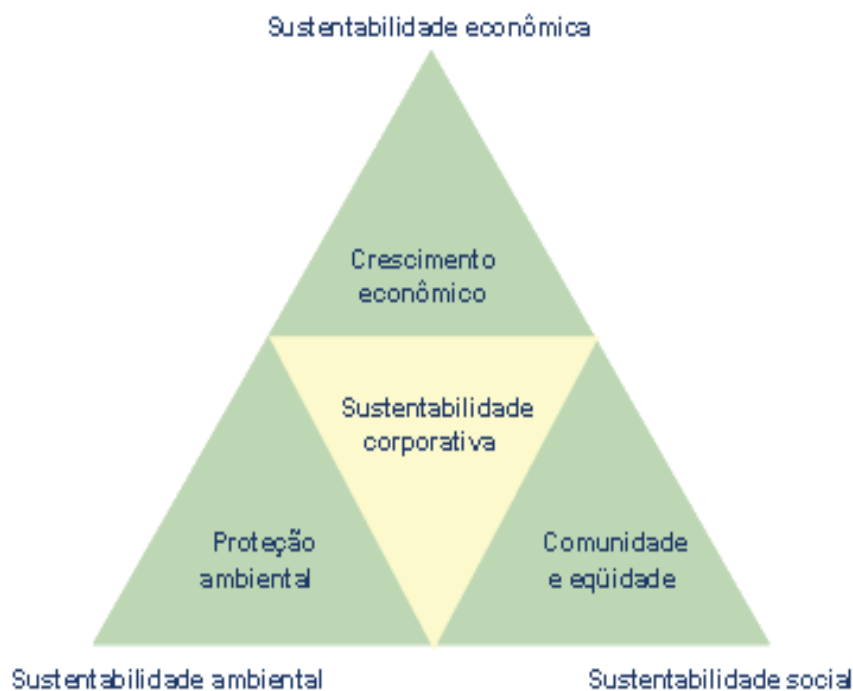 Sustentabilidade econômica
Crescimento
econômico
Sustentabilidade
corporativa
Proteção
ambiental
Comunidade
e eqüidade
Sustentabilidade ambiental
Sustentabilidade social